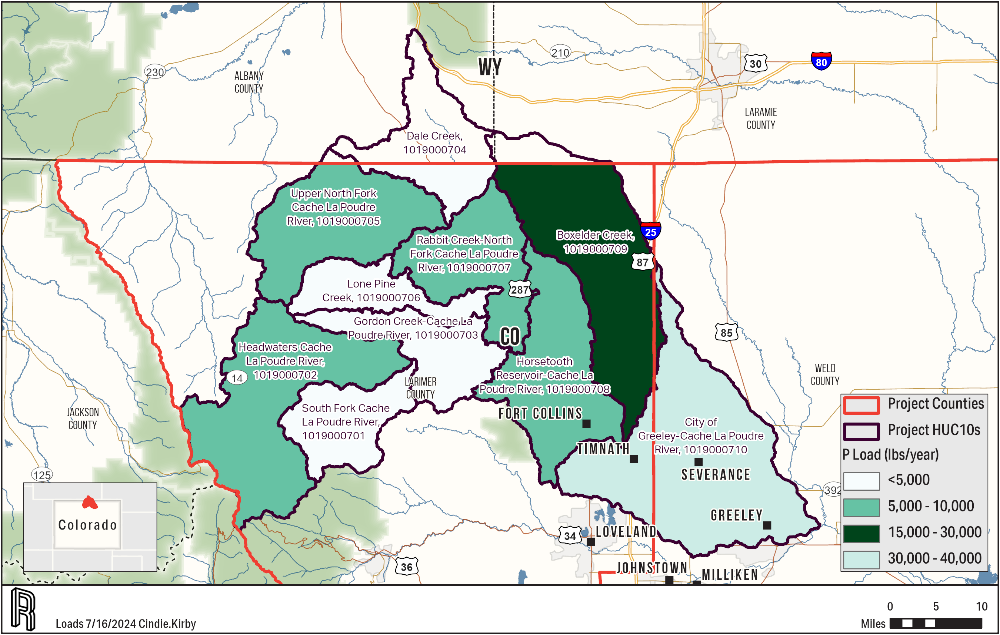 210
30
80
WY
230
ALBANY
COUNTY
LARAMIE
COUNTY
Dale Creek,
1019000704
Upper North Fork
Cache La Poudre
RIver, 1019000705
Boxelder Creek,
1019000709
25
Rabbit Creek-North
Fork Cache La Poudre
River, 1019000707
87
Lone Pine
Creek, 1019000706
287
Gordon Creek-Cache La
Poudre River, 1019000703
CO
85
Headwaters Cache
La Poudre River,
1019000702
14
Horsetooth
Reservoir-Cache La
Poudre River, 1019000708
LARIMER
COUNTY
WELD
COUNTY
South Fork Cache
La Poudre River,
1019000701
JACKSON
COUNTY
FORT COLLINS
City of
Greeley-Cache La Poudre
River, 1019000710
TIMNATH
SEVERANCE
125
392
GREELEY
34
LOVELAND
36
JOHNSTOWN
MILLIKEN
Colorado
Project Counties
Project HUC10s
P Load (lbs/year)
<5,000
5,000 - 10,000
15,000 - 30,000
30,000 - 40,000
R
Loads 7/16/2024 Cindie.Kirby
0 5 10
Miles